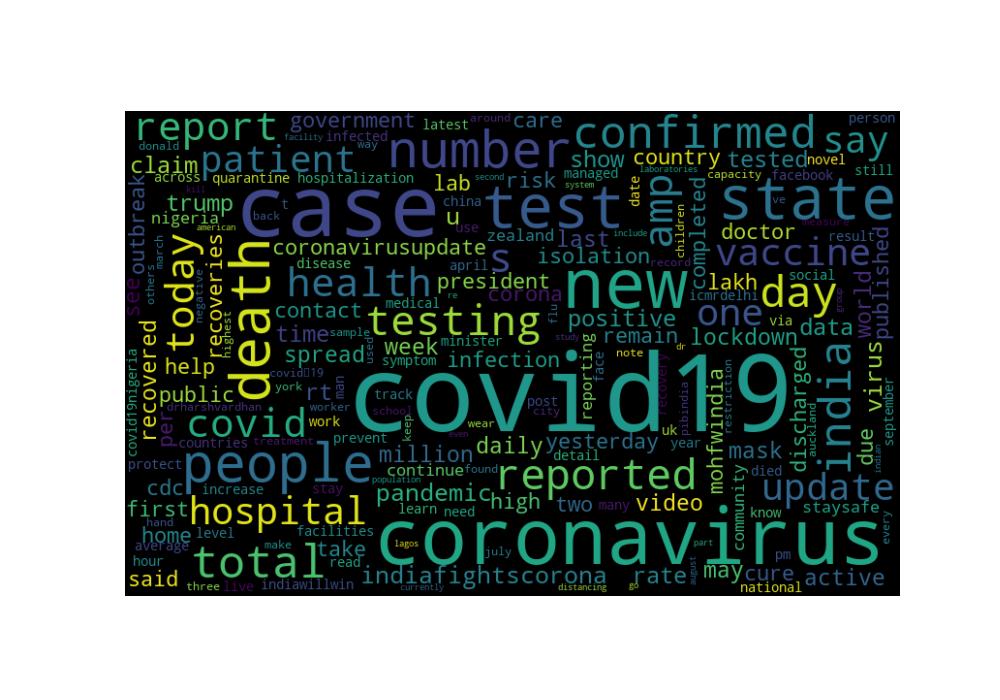 report
government
latest
around
care
person
donald
facility
infected
way
number
confirmed
say
claim
patient
show
country
tested
novel
across
quarantine
hospitalization
lab
risk
managed
laboratories
capacity
facebook
still
kill
second
system
date
trump
back
t
china
u
test
amp
completed
state
ve
measure
nigeria
american
case
use
zealand
last
children
doctor
result
outbreak
march
today
recoveries
death
coronavirusupdate
s
isolation
include
record
vaccine
published
see
others
negative
disease
april
new
icmrdelhi
social
world
health
president
corona
lakh
day
group
highest
contact
medical
re
flu
positive
one
via
data
time
sample
testing
remain
lockdown
recovered
help
spread
minister
week
infection
study
note
dr
virus
covid19nigeria
used
symptom
reporting
face
recovery
restriction
india
york
covid19
track
public
rt
man
covid19
post
city
pibindia
discharged
auckland
due
indian
per
drharshvardhan
worker
school
keep
wear
covid
work
daily
yesterday
uk
year
mohfwindia
mask
september
countries
treatment
prevent
even
million
detail
died
protect
people
continue
found
population
reported
update
every
cdc
increase
stay
pandemic
high
two
many
video
community
first
hospital
learn
need
know
staysafe
home
hand
level
facilities
coronavirus
average
make
take
lagos
july
part
pm
hour
total
read
indiafightscorona
rate
august
may
cure
active
said
three
live
indiawillwin
currently
distancing
go
national